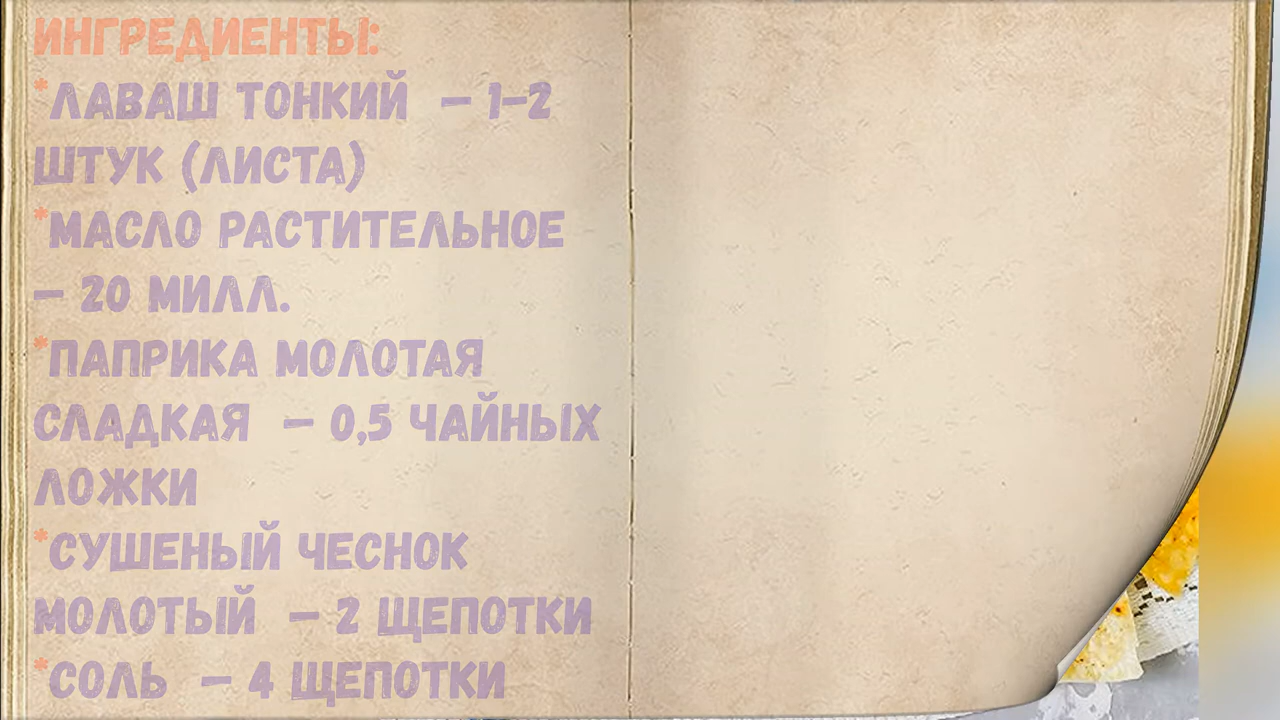 ИНГРЕДИЕНТЫ:
*ЛАВАШ ТОНКИЙ – 1-2
ШТУК (ЛИСТА)
*МАСЛО РАСТИТЕЛЬНОЕ
– 20 МИЛЛ.
*ПАПРИКА МОЛОТАЯ
СЛАДКАЯ – 0,5 ЧАЙНЫХ
ЛОЖКИ
*СУШЕНЫЙ ЧЕСНОК
МОЛОТЫЙ – 2 ЩЕПОТКИ
*СОЛЬ – 4 ЩЕПОТКИ